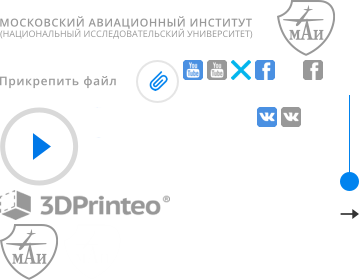 МОСКОВСКИЙ АВИАЦИОННЫЙ ИНСТИТУТ
(НАЦИОНАЛЬНЫЙ ИССЛЕДОВАТЕЛЬСКИЙ УНИВЕРСИТЕТ)
МАИ
You Tube
You Tube
Прикрепить файл
3DPrinteo®
МАИ